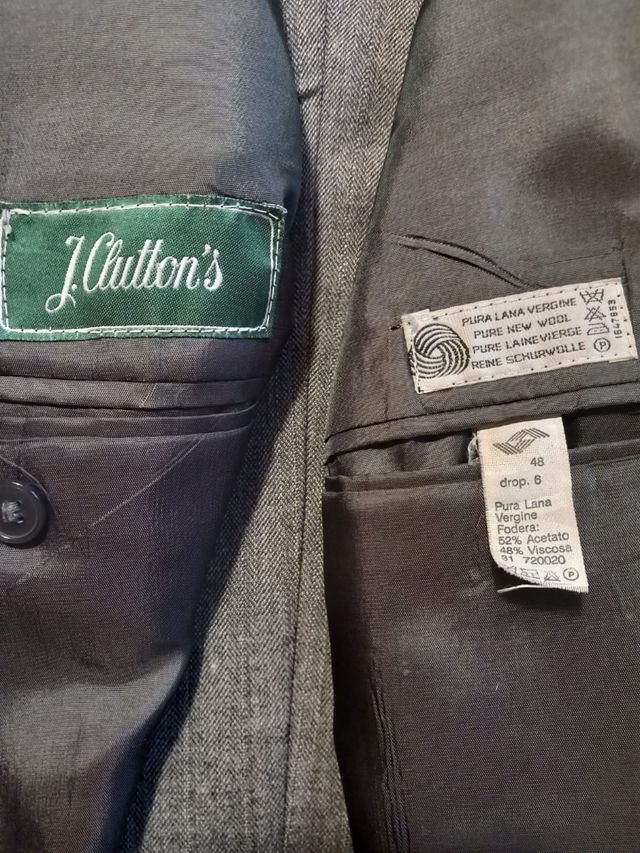 J. Clutton's
PURA LANA VERGINE
PURE NEW WOOL
PURE LAINE VIERGE
REINE SCHURWOLLE
P
1647853
48
drop. 6
Pura Lana
Vergine
Fodera:
52% Acetato
48% Viscosa
31 720020
P